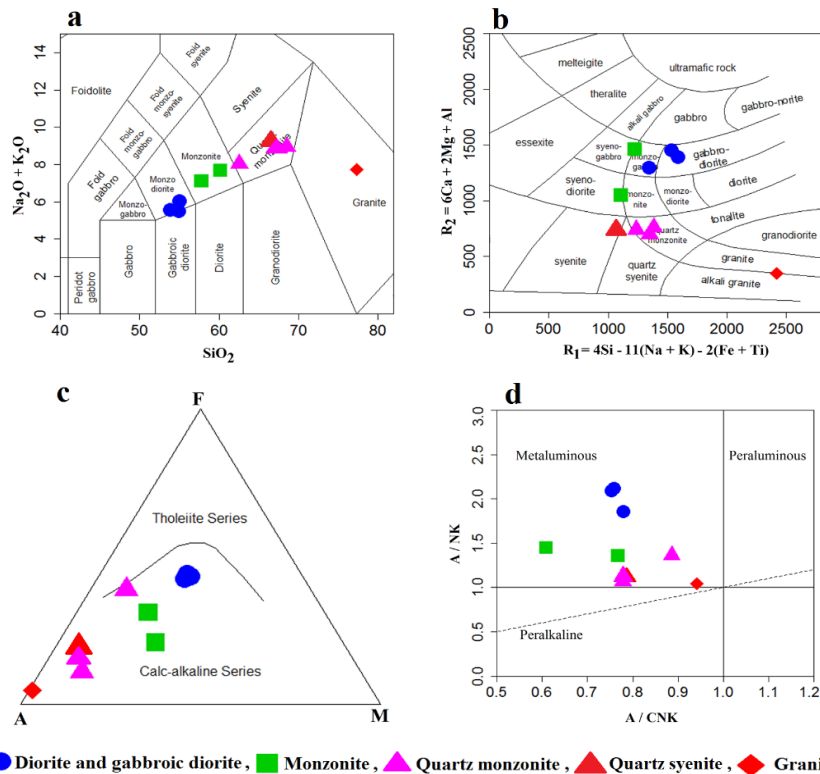 a
Na2O + K2O
0 2 4 6 8 10 12 14
Foidolite
Foid syenite
Foid monzo- syenite
Foid monzo- gabbro
Foid gabbro
Syenite
Monzonite
Quartz monzonite
Monzo diorite
Monzo- gabbro
Peridot gabbro
Gabbro
Gabbroic diorite
Diorite
Granodiorite
Granite
40 50 60 70 80
SiO2
b
R2 = 6Ca + 2Mg + Al
0 500 1000 1500 2000 2500
melteigite
ultramafic rock
theralite
alkali gabbro
gabbro
gabbro-norite
essexite
syeno- gabbro
gabbro- diorite
syeno- diorite
monzo- nite
monzo- diorite
diorite
tonalite
quartz monzonite
granodiorite
syenite
quartz syenite
granite
alkali granite
0 500 1000 1500 2000 2500
R1 = 4Si - 11(Na + K) - 2(Fe + Ti)
c
F
Tholeiite Series
Calc-alkaline Series
A
M
d
A / NK
0.0 0.5 1.0 1.5 2.0 2.5 3.0
Metaluminous
Peraluminous
Peralkaline
0.5 0.6 0.7 0.8 0.9 1.0 1.1 1.2
A / CNK
Diorite and gabbroic diorite , Monzonite , Quartz monzonite , Quartz syenite , Grani